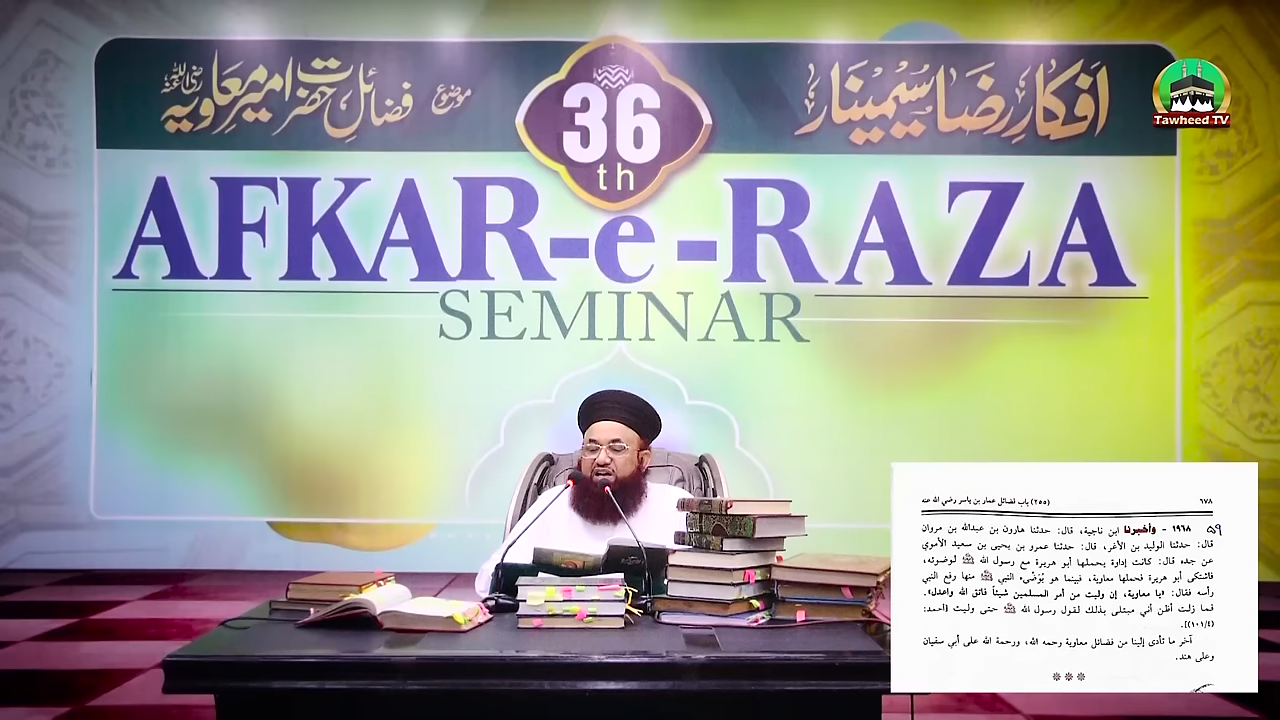 افکارِ رضا سیمینار
موضوع
فضائلِ حضرت امیر معاویہ رضی اللہ عنہ
36
th
AFKAR-e-RAZA
SEMINAR
Tawheed TV
٦٧٨
(٢٥٥) باب فضائل عمار بن ياسر رضي الله عنه
٥٩ ١٩٦٨ - وأخبرنا ابن ناجية، قال: حدثنا هارون بن عبدالله بن مروان
قال: حدثنا الوليد بن الأغر، قال: حدثنا عمرو بن يحيى بن سعيد الأموي
عن جده قال: كانت إداوة يحملها أبو هريرة مع رسول الله ﷺ لوضوئه،
فاشتكى أبو هريرة فحملها معاوية، فبينما هو يُوَضِّىء النبي ﷺ منها رفع النبي
رأسه فقال: «يا معاوية، إن وليت من أمر المسلمين شيئاً فاتق الله واعدل».
فما زلت أظن أني مبتلى بذلك لقول رسول الله ﷺ حتى وليت [أحمد:
(١٠١/٤)].
آخر ما تأدى إلينا من فضائل معاوية رحمه الله، ورحمة الله على أبي سفيان
وعلى هند.